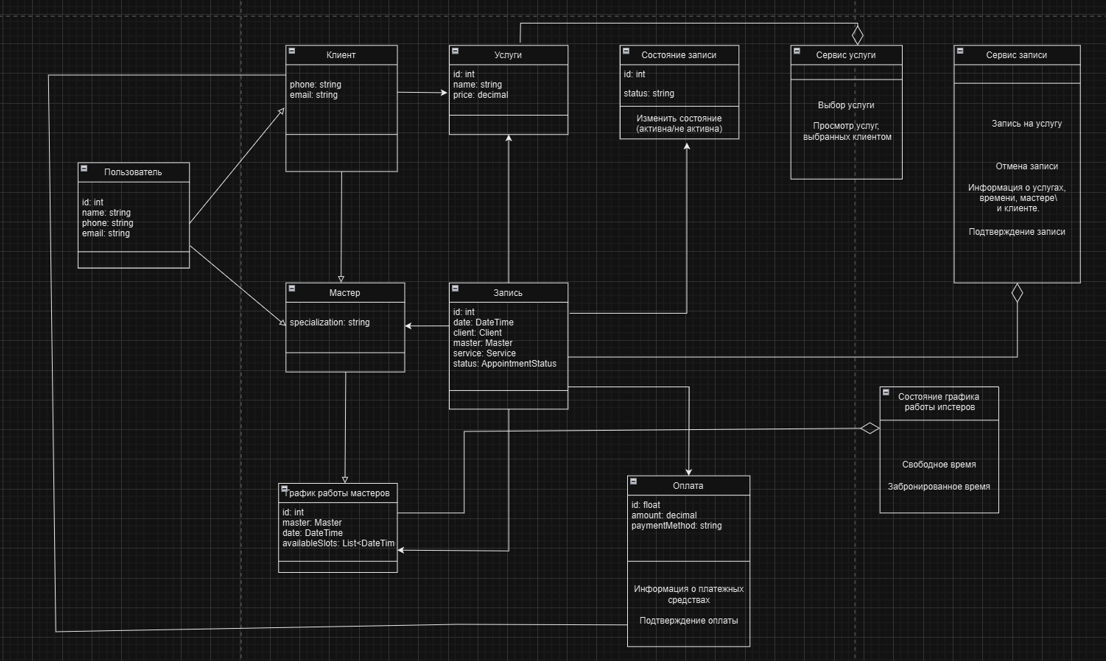 Клиент
phone: string
email: string
Услуги
id: int
name: string
price: decimal
Состояние записи
id: int
status: string
Изменить состояние
(активна/не активна)
Сервис услуги
Выбор услуги
Просмотр услуг,
выбранных клиентом
Сервис записи
Запись на услугу
Отмена записи
Информация о услугах,
времени, мастере\
и клиенте.
Подтверждение записи
Пользователь
id: int
name: string
phone: string
email: string
Мастер
specialization: string
Запись
id: int
date: DateTime
client: Client
master: Master
service: Service
status: AppointmentStatus
Состояние графика
работы ипстеров
Свободное время
Забронированное время
График работы мастеров
id: int
master: Master
date: DateTime
availableSlots: List<DateTim
Оплата
id: float
amount: decimal
paymentMethod: string
Информация о платежных
средствах
Подтверждение оплаты